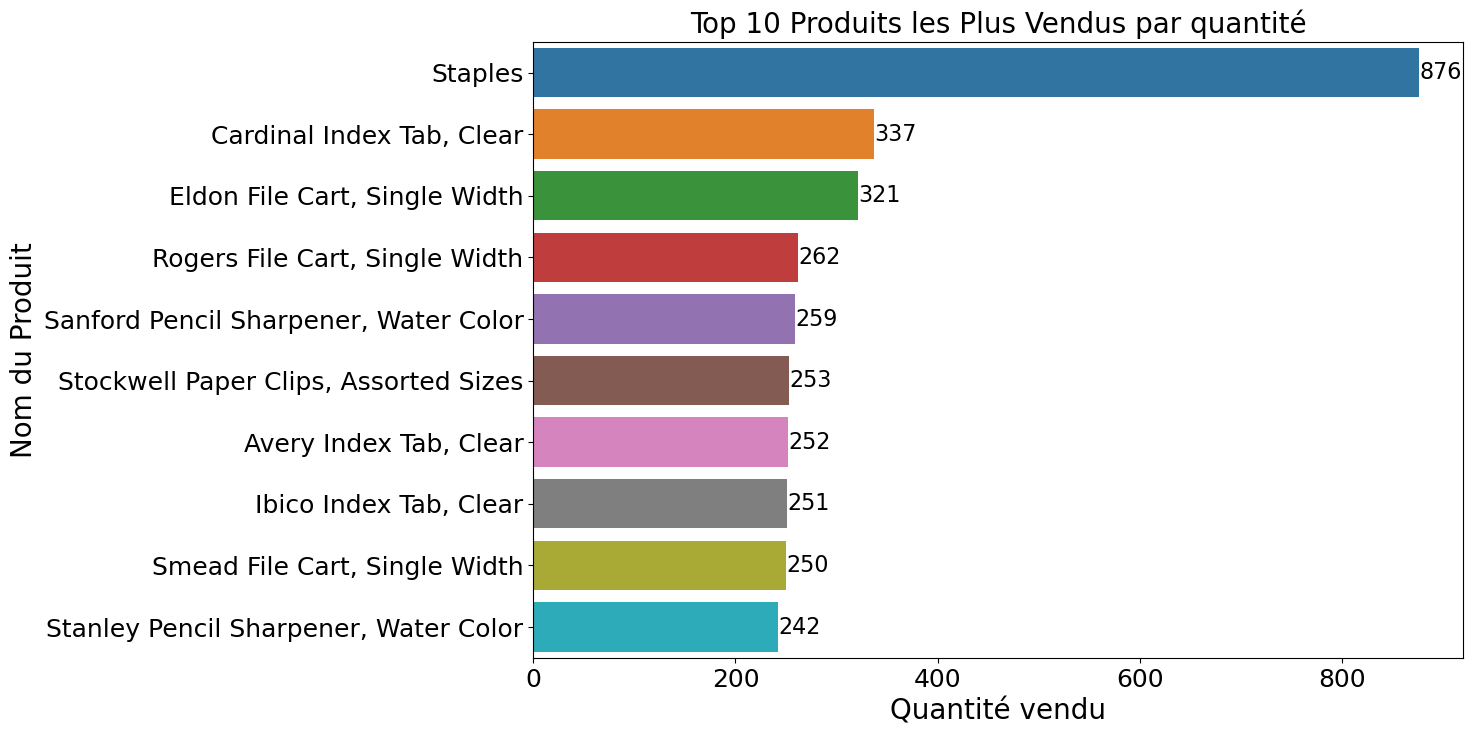 Top 10 Produits les Plus Vendus par quantité
Nom du Produit
Staples 876
Cardinal Index Tab, Clear 337
Eldon File Cart, Single Width 321
Rogers File Cart, Single Width 262
Sanford Pencil Sharpener, Water Color 259
Stockwell Paper Clips, Assorted Sizes 253
Avery Index Tab, Clear 252
Ibico Index Tab, Clear 251
Smead File Cart, Single Width 250
Stanley Pencil Sharpener, Water Color 242
0 200 400 600 800
Quantité vendu